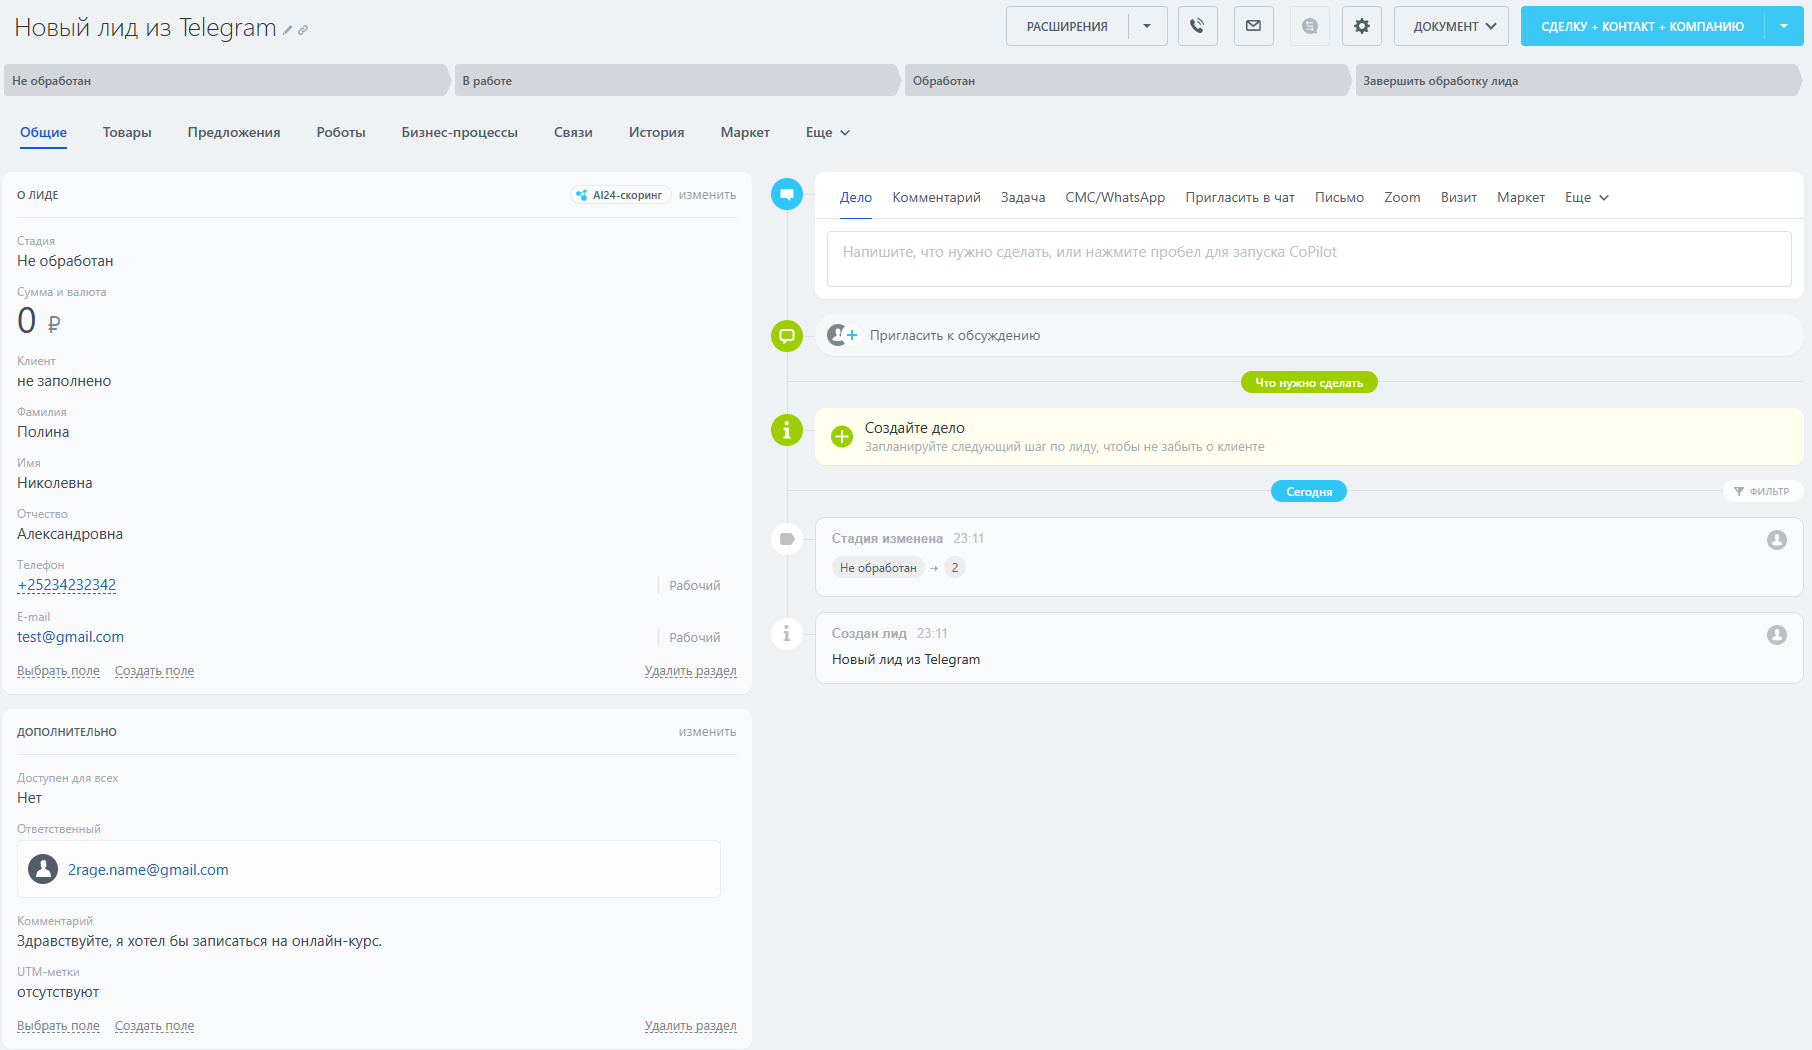 Новый лид из Telegram
РАСШИРЕНИЯ
ДОКУМЕНТ
СДЕЛКУ + КОНТАКТ + КОМПАНИЮ
Не обработан
В работе
Обработан
Завершить обработку лида
Общие
Товары
Предложения
Роботы
Бизнес-процессы
Связи
История
Маркет
Еще
О ЛИДЕ
AI24-скоринг
изменить
Стадия
Не обработан
Сумма и валюта
0 ₽
Клиент
не заполнено
Фамилия
Полина
Имя
Николевна
Отчество
Александровна
Телефон
+25234232342
Рабочий
E-mail
test@gmail.com
Рабочий
Выбрать поле
Создать поле
Удалить раздел
ДОПОЛНИТЕЛЬНО
изменить
Доступен для всех
Нет
Ответственный
2rage.name@gmail.com
Комментарий
Здравствуйте, я хотел бы записаться на онлайн-курс.
UTM-метки
отсутствуют
Выбрать поле
Создать поле
Удалить раздел
Дело
Комментарий
Задача
СМС/WhatsApp
Пригласить в чат
Письмо
Zoom
Визит
Маркет
Еще
Напишите, что нужно сделать, или нажмите пробел для запуска CoPilot
Пригласить к обсуждению
Что нужно сделать
Создайте дело
Запланируйте следующий шаг по лиду, чтобы не забыть о клиенте
Сегодня
ФИЛЬТР
Стадия изменена 23:11
Не обработан → 2
Создан лид 23:11
Новый лид из Telegram